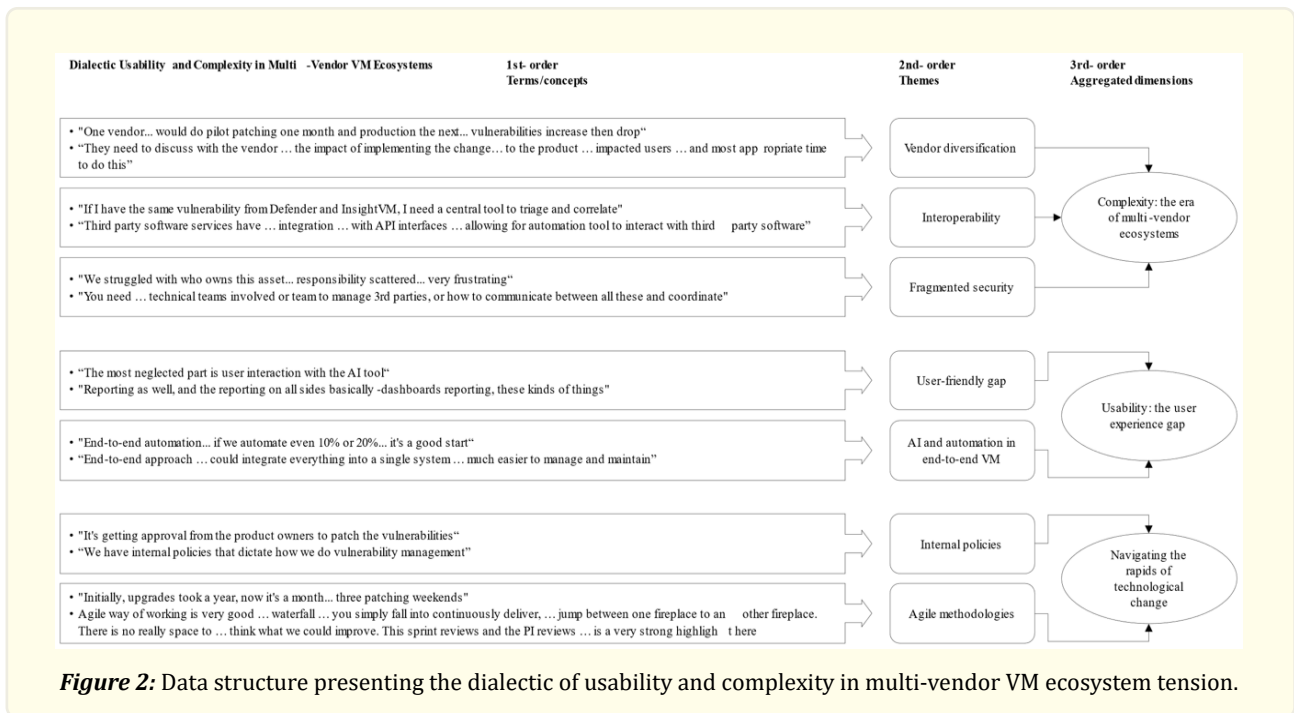 Dialectic Usability and Complexity in Multi -Vendor VM Ecosystems
1st- order
Terms/concepts
2nd- order
Themes
3rd- order
Aggregated dimensions
• "One vendor... would do pilot patching one month and production the next... vulnerabilities increase then drop“
• “They need to discuss with the vendor … the impact of implementing the change… to the product … impacted users … and most app ropriate time
to do this”
Vendor diversification
• "If I have the same vulnerability from Defender and InsightVM, I need a central tool to triage and correlate"
• “Third party software services have … integration … with API interfaces … allowing for automation tool to interact with third party software”
Interoperability
• "We struggled with who owns this asset... responsibility scattered... very frustrating“
• "You need … technical teams involved or team to manage 3rd parties, or how to communicate between all these and coordinate"
Fragmented security
Complexity: the era
of multi -vendor
ecosystems
• “The most neglected part is user interaction with the AI tool“
• "Reporting as well, and the reporting on all sides basically -dashboards reporting, these kinds of things"
User-friendly gap
• "End-to-end automation... if we automate even 10% or 20%... it's a good start“
• “End-to-end approach … could integrate everything into a single system … much easier to manage and maintain”
AI and automation in
end-to-end VM
Usability: the user
experience gap
• "It's getting approval from the product owners to patch the vulnerabilities“
• “We have internal policies that dictate how we do vulnerability management”
Internal policies
• "Initially, upgrades took a year, now it's a month... three patching weekends"
• Agile way of working is very good … waterfall … you simply fall into continuously deliver, … jump between one fireplace to an other fireplace.
There is no really space to … think what we could improve. This sprint reviews and the PI reviews … is a very strong highligh t here
Agile methodologies
Navigating the
rapids of
technological
change
Figure 2: Data structure presenting the dialectic of usability and complexity in multi-vendor VM ecosystem tension.